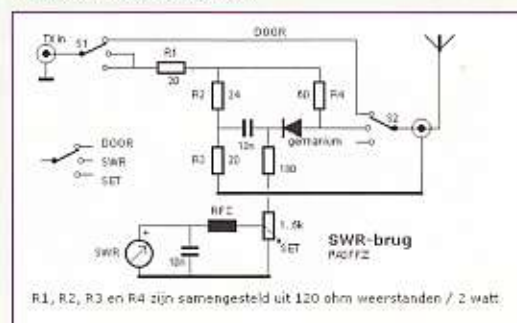 TX in
S1
DOOR
R1
20
R2
24
60
R4
S2
12n
germanium
DOOR
SWR
SET
R3
20
100
RFC
SWR
+
10n
SET
SWR-brug
PA0FFZ
R1, R2, R3 en R4 zijn samengesteld uit 120 ohm weerstanden / 2 watt